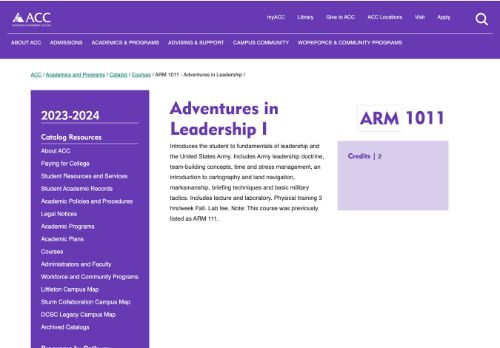 ACC
myACC Library Give to ACC ACC Locations Visit Apply
ABOUT ACC ADMISSIONS ACADEMICS & PROGRAMS ADVISING & SUPPORT CAMPUS COMMUNITY WORKFORCE & COMMUNITY PROGRAMS
ACC / Academics and Programs / Catalog / Courses / ARM 1011 - Adventures in Leadership I
2023-2024
Catalog Resources
About ACC
Paying for College
Student Resources and Services
Student Academic Records
Academic Policies and Procedures
Legal Notices
Academic Programs
Academic Plans
Courses
Administrators and Faculty
Workforce and Community Programs
Littleton Campus Map
Sturm Collaboration Campus Map
DCSC Legacy Campus Map
Archived Catalogs
Adventures in
Leadership I
Introduces the student to fundamentals of leadership and
the United States Army. Includes Army leadership doctrine,
team-building concepts, time and stress management, an
introduction to cartography and land navigation,
marksmanship, briefing techniques and basic military
tactics. Includes lecture and laboratory. Physical training 3
hrs/week Fall. Lab fee. Note: This course was previously
listed as ARM 111.
ARM 1011
Credits | 2